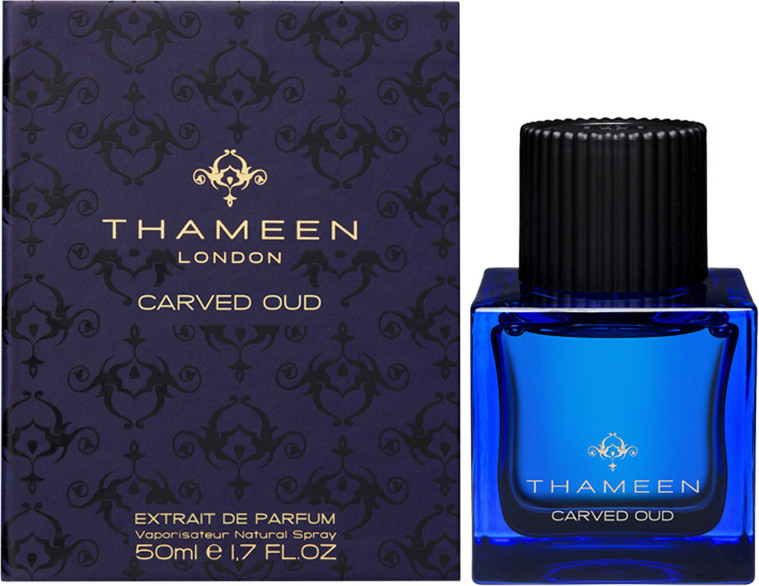 THAMEEN
LONDON
CARVED OUD
EXTRAIT DE PARFUM
Vaporisateur Natural Spray
50ml e 1,7 FL.OZ
THAMEEN
CARVED OUD